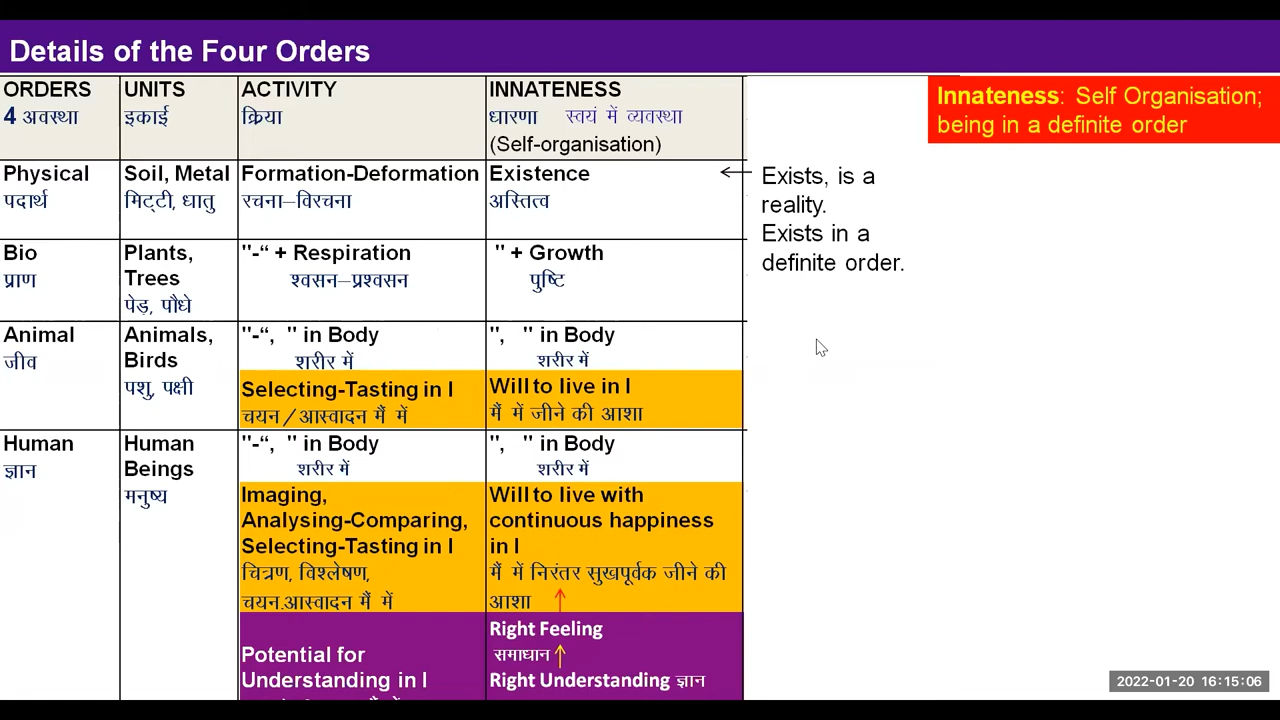 Details of the Four Orders
ORDERS UNITS ACTIVITY INNATENESS
4 अवस्था इकाई क्रिया धारणा स्वयं में व्यवस्था
(Self-organisation)
Innateness: Self Organisation;
being in a definite order
Physical Soil, Metal Formation-Deformation Existence
पदार्थ मिट्टी, धातु रचना–विरचना अस्तित्व
Exists, is a
reality.
Exists in a
definite order.
Bio Plants, "-“ + Respiration " + Growth
Trees
प्राण श्वसन–प्रश्वसन पुष्टि
पेड़, पौधे
Animal Animals, "-“, " in Body ", " in Body
जीव Birds शरीर में शरीर में
पशु, पक्षी Selecting-Tasting in I Will to live in I
चयन/आस्वादन मैं में मैं में जीने की आशा
Human Human "-“, " in Body ", " in Body
ज्ञान Beings शरीर में शरीर में
मनुष्य Imaging, Will to live with
Analysing-Comparing, continuous happiness
Selecting-Tasting in I in I
चित्रण, विश्लेषण, मैं में निरंतर सुखपूर्वक जीने की
चयन.आस्वादन मैं में आशा
Right Feeling
Potential for समाधान
Understanding in I Right Understanding ज्ञान
2022-01-20 16:15:06